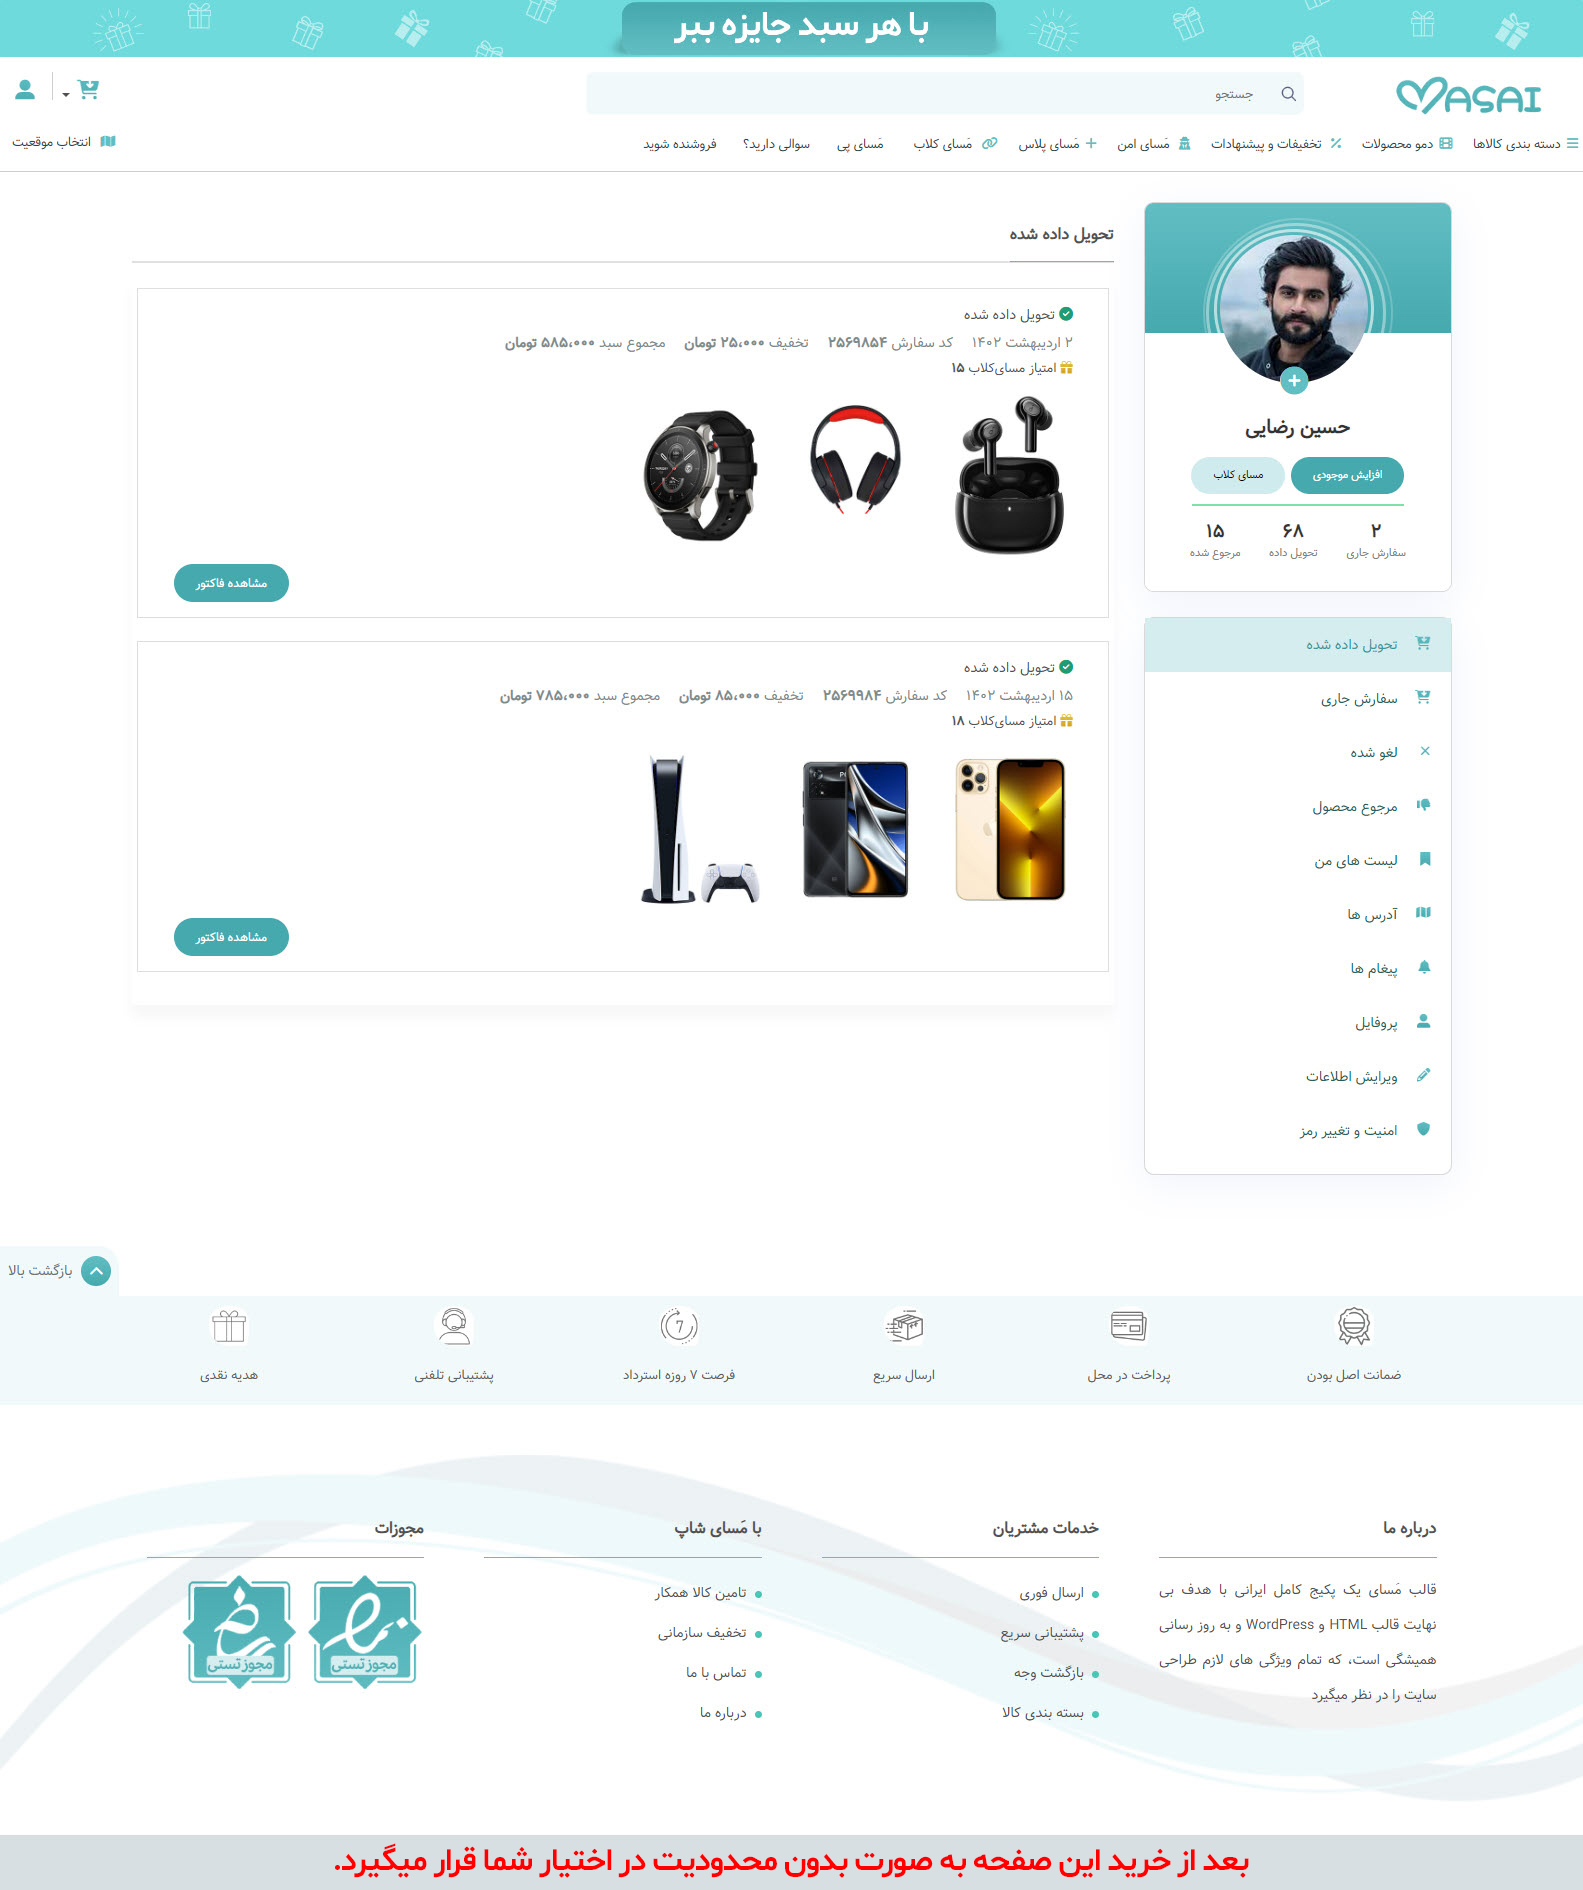 با هر سبد جایزه ببر
MASAI
جستجو
دسته بندی کالاها
دمو محصولات
تخفیفات و پیشنهادات
مَسای امن
مَسای پلاس
مَسای کلاب
مَسای پی
سوالی دارید؟
فروشنده شوید
انتخاب موقعیت
حسین رضایی
افزایش موجودی
مسای کلاب
۲
سفارش جاری
۶۸
تحویل داده
۱۵
مرجوع شده
تحویل داده شده
سفارش جاری
لغو شده
مرجوع محصول
لیست های من
آدرس ها
پیغام ها
پروفایل
ویرایش اطلاعات
امنیت و تغییر رمز
تحویل داده شده
تحویل داده شده
۲ اردیبهشت ۱۴۰۲ کد سفارش ۲۵۶۹۸۵۴ تخفیف ۲۵،۰۰۰ تومان مجموع سبد ۵۸۵،۰۰۰ تومان
امتیاز مسای‌کلاب ۱۵
مشاهده فاکتور
تحویل داده شده
۱۵ اردیبهشت ۱۴۰۲ کد سفارش ۲۵۶۹۹۸۴ تخفیف ۸۵،۰۰۰ تومان مجموع سبد ۷۸۵،۰۰۰ تومان
امتیاز مسای‌کلاب ۱۸
مشاهده فاکتور
بازگشت بالا
ضمانت اصل بودن
پرداخت در محل
ارسال سریع
7
فرصت ۷ روزه استرداد
پشتیبانی تلفنی
هدیه نقدی
درباره ما
قالب مَسای یک پکیج کامل ایرانی با هدف بی
نهایت قالب HTML و WordPress و به روز رسانی
همیشگی است، که تمام ویژگی های لازم طراحی
سایت را در نظر میگیرد
خدمات مشتریان
ارسال فوری
پشتیبانی سریع
بازگشت وجه
بسته بندی کالا
با مَسای شاپ
تامین کالا همکار
تخفیف سازمانی
تماس با ما
درباره ما
مجوزات
مجوز تستی
مجوز تستی
بعد از خرید این صفحه به صورت بدون محدودیت در اختیار شما قرار میگیرد.